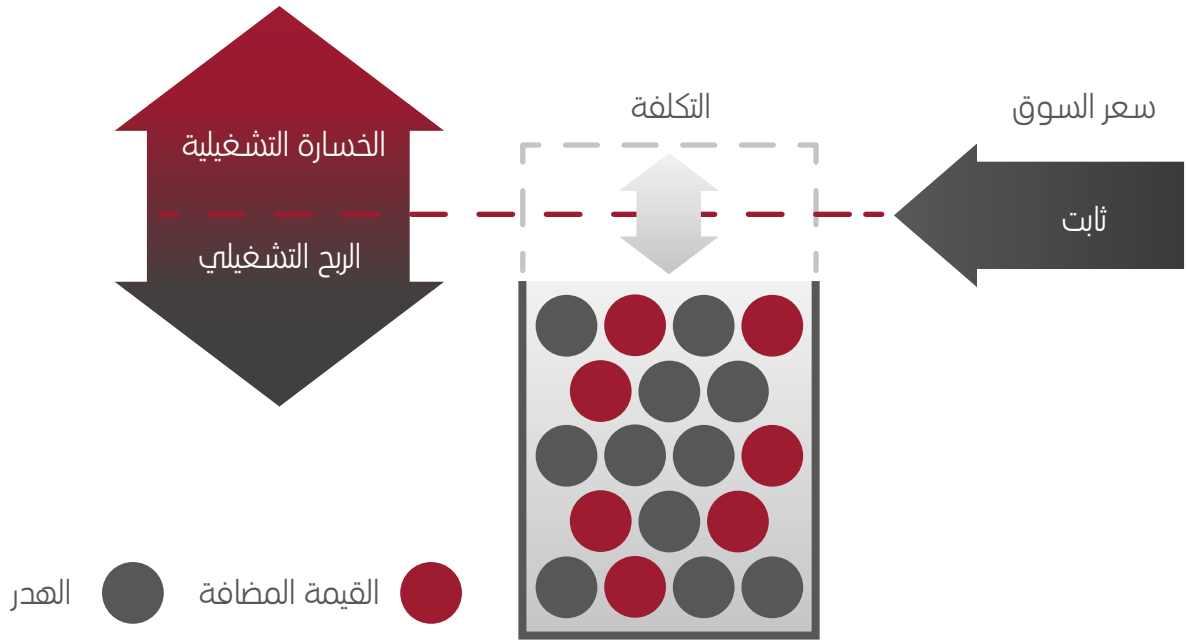 سعر السوق
التكلفة
ثابت
الخسارة التشغيلية
الربح التشغيلي
القيمة المضافة
الهدر